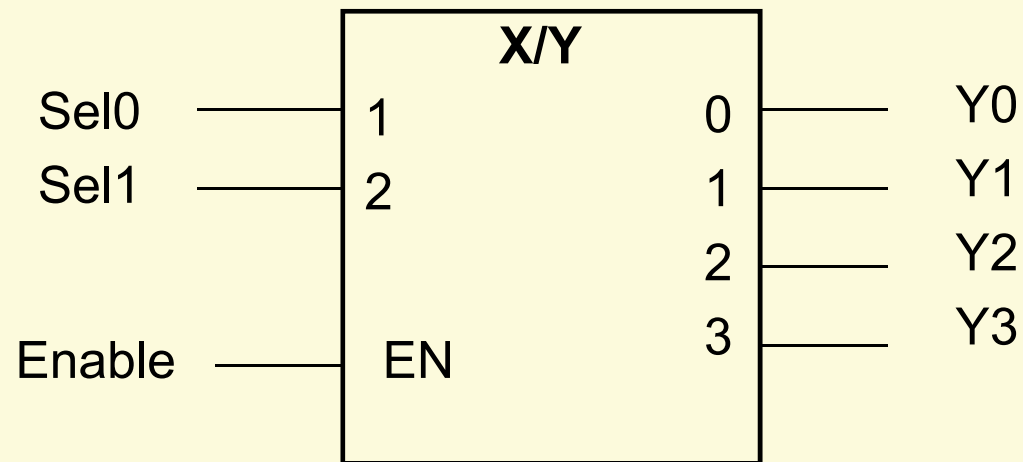 X/Y
Sel0 1 0 Y0
Sel1 2 1 Y1
2 Y2
3 Y3
Enable EN